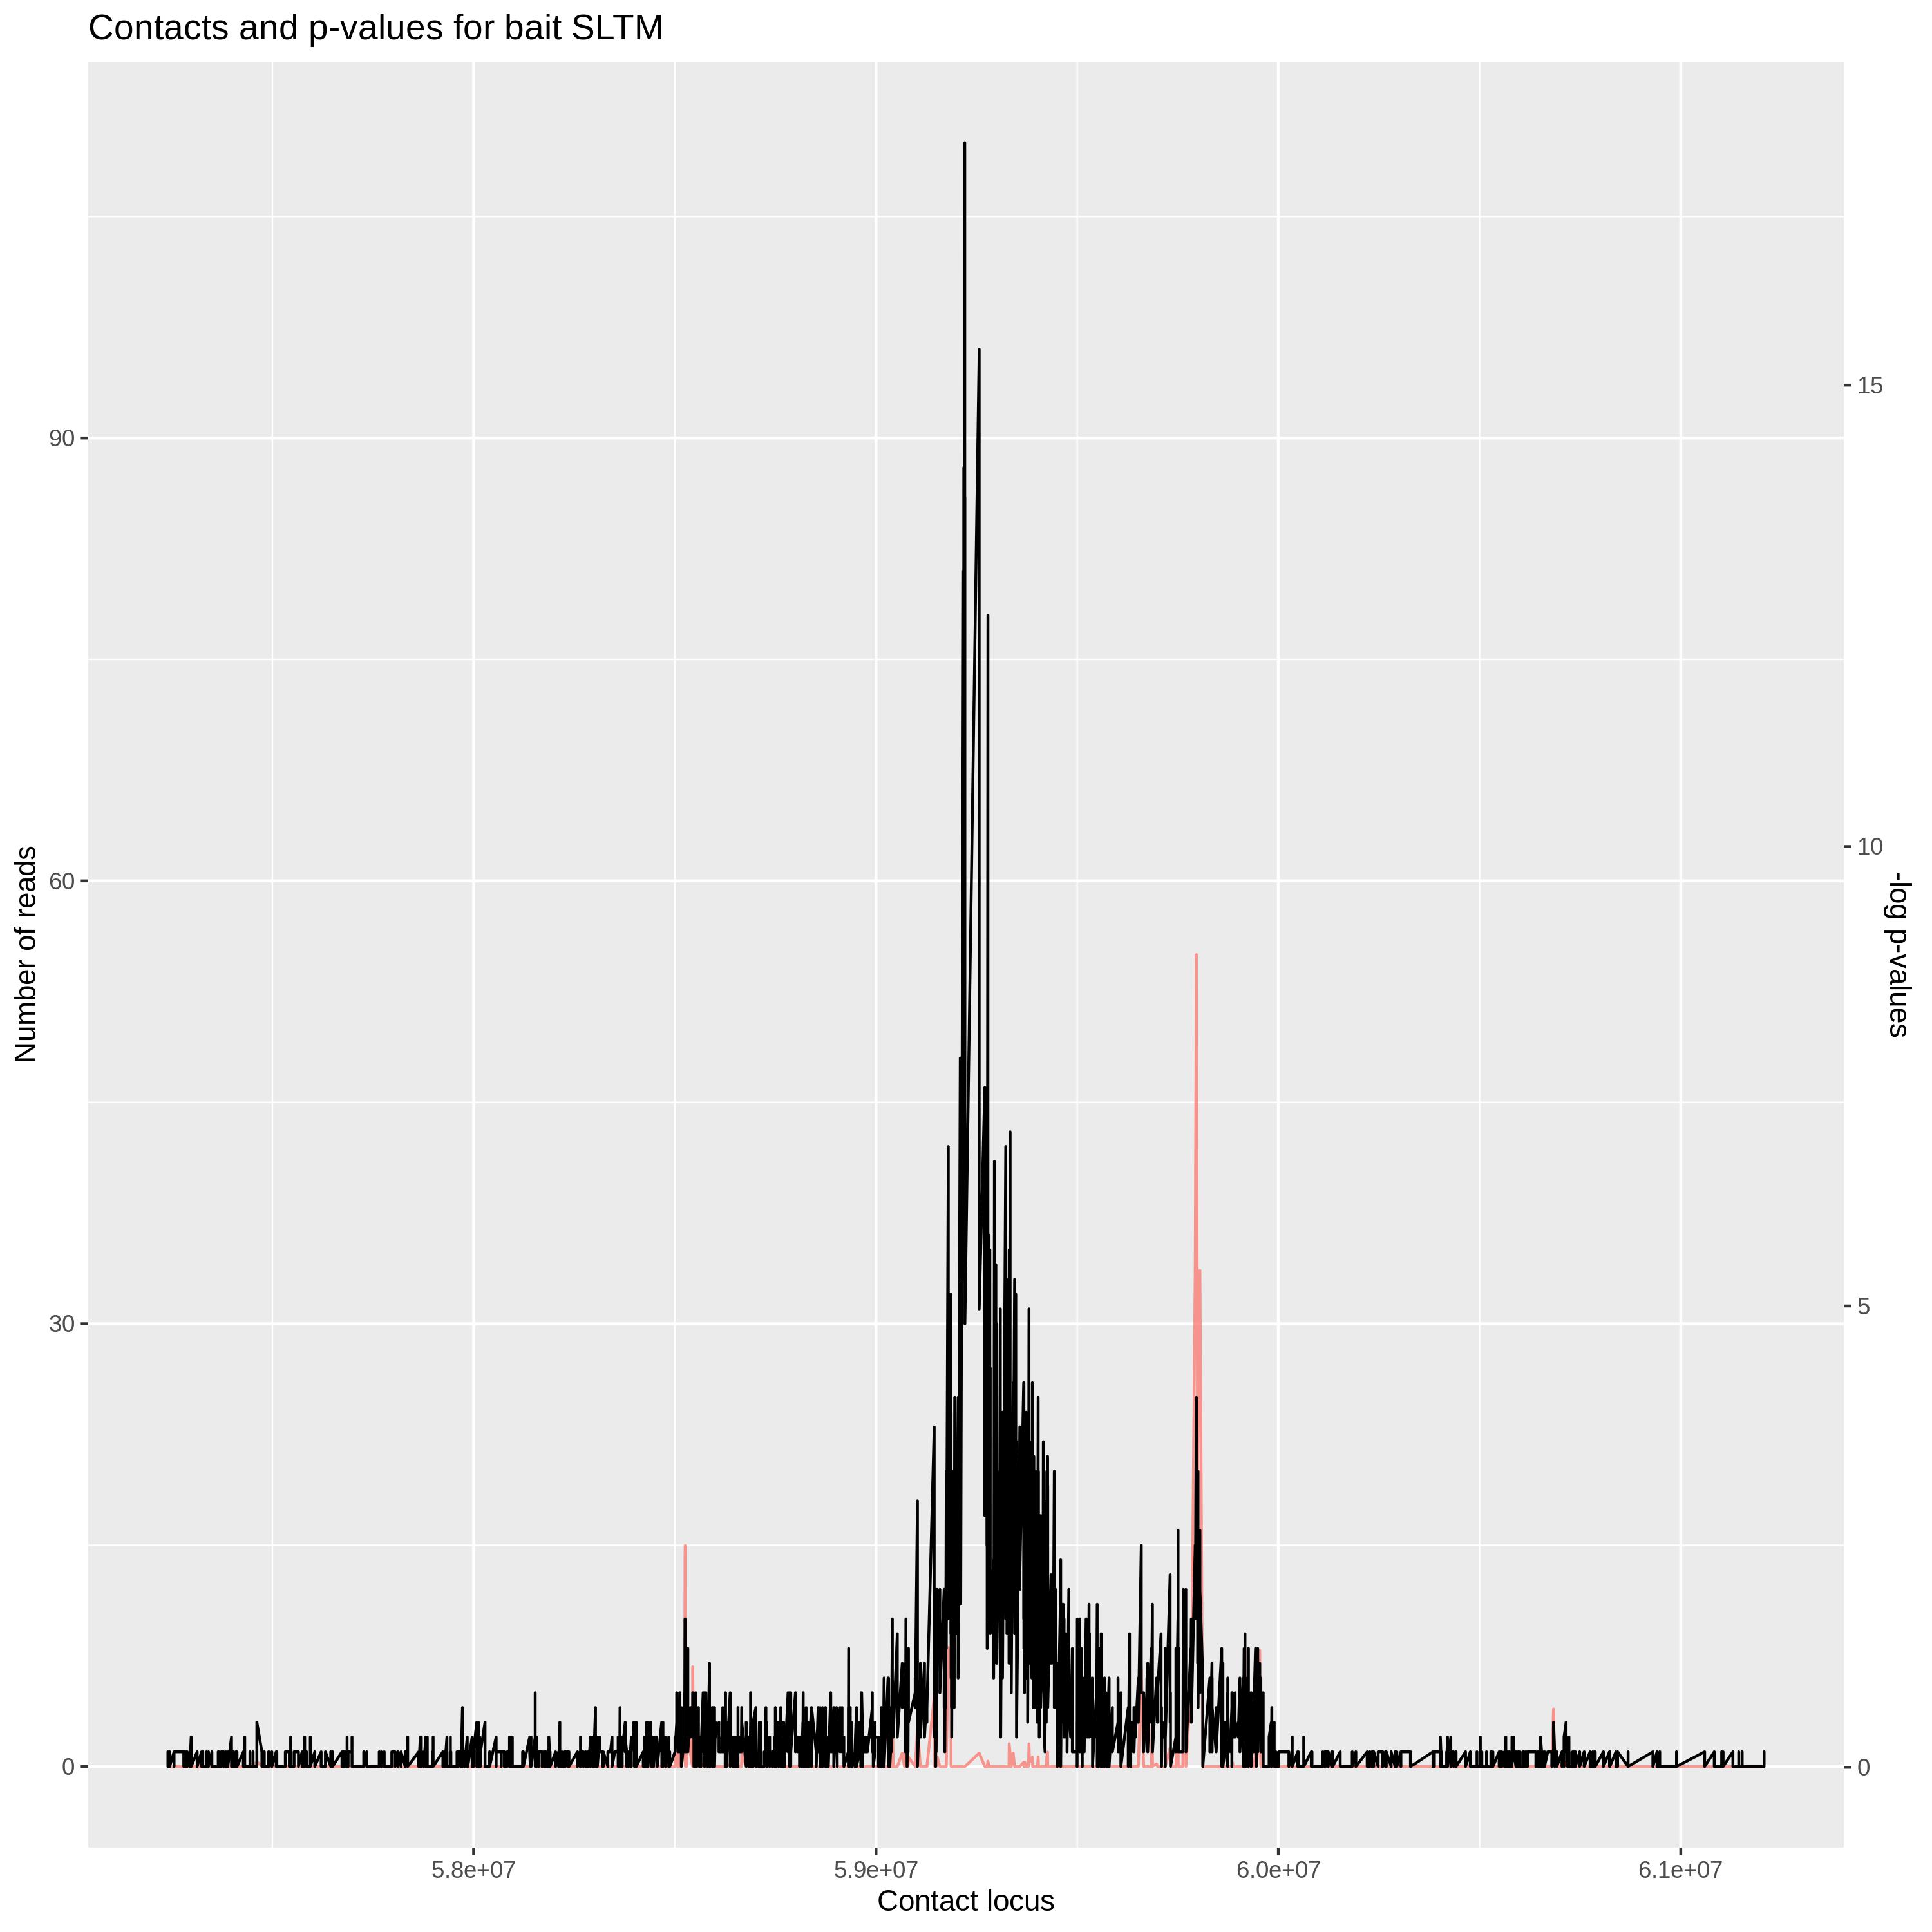 Contacts and p-values for bait SLTM
90
60
30
0
15
10
5
0
Number of reads
-log p-values
5.8e+07
5.9e+07
6.0e+07
6.1e+07
Contact locus